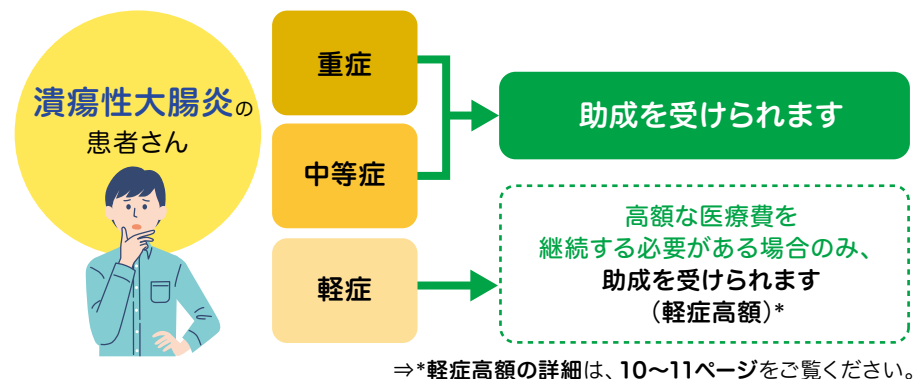 潰瘍性大腸炎の
患者さん
重症
中等症
軽症
助成を受けられます
高額な医療費を
継続する必要がある場合のみ、
助成を受けられます
（軽症高額）*
⇒*軽症高額の詳細は、10〜11ページをご覧ください。